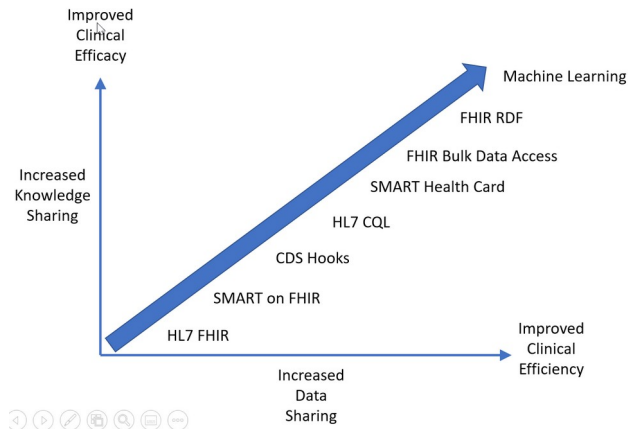 Improved
Clinical
Efficacy
Machine Learning
FHIR RDF
FHIR Bulk Data Access
Increased
Knowledge
Sharing
SMART Health Card
HL7 CQL
CDS Hooks
SMART on FHIR
HL7 FHIR
Improved
Clinical
Efficiency
Increased
Data
Sharing